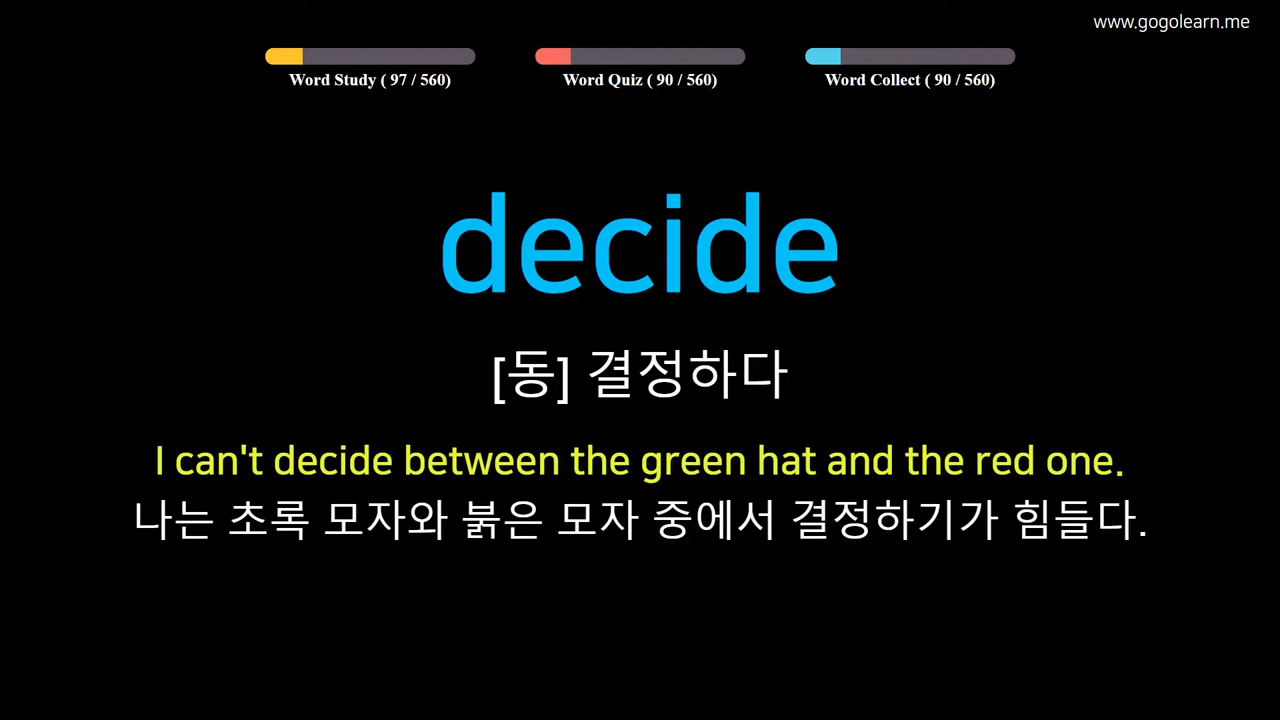 www.gogolearn.me
Word Study ( 97 / 560)
Word Quiz ( 90 / 560)
Word Collect ( 90 / 560)
decide
[동] 결정하다
I can't decide between the green hat and the red one.
나는 초록 모자와 붉은 모자 중에서 결정하기가 힘들다.